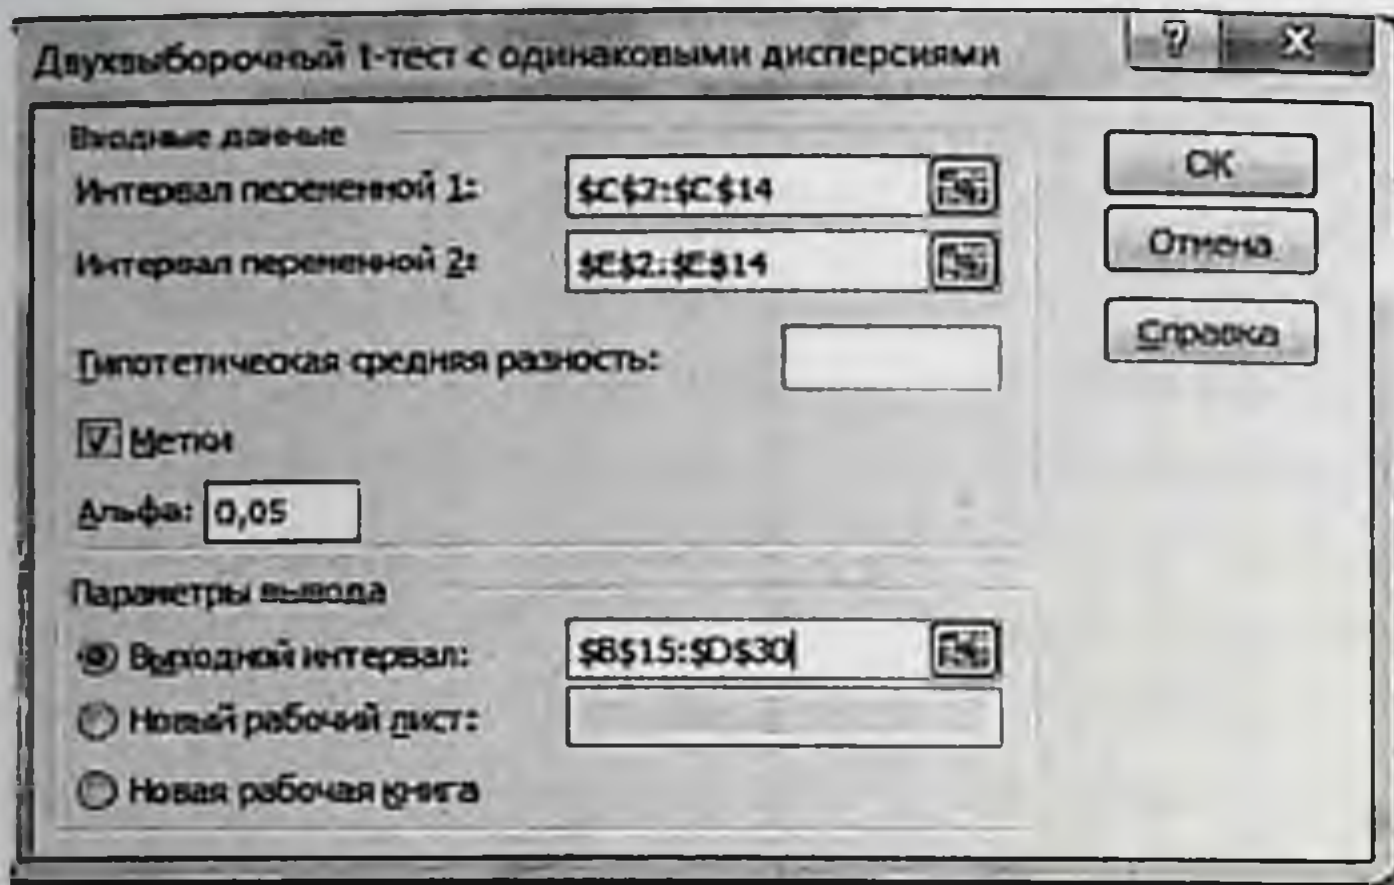 Двухвыборочный t-тест с одинаковыми дисперсиями
? X
Входные данные
Интервал переменной 1: $C$2:$C$14
Интервал переменной 2: $E$2:$E$14
Гипотетическая средняя разность:
Метки
Альфа: 0,05
Параметры вывода
Выходной интервал: $B$15:$D$30
Новый рабочий лист:
Новая рабочая книга
ОК
Отмена
Справка